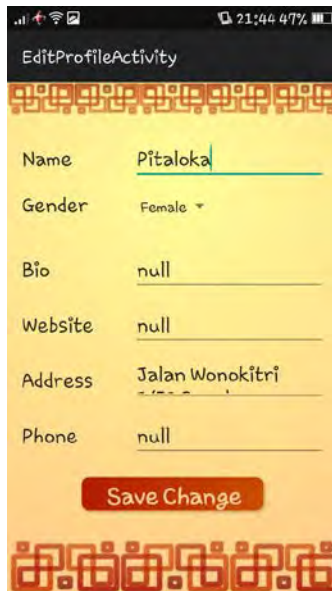 21:44 47%
EditProfileActivity
Name Pitaloka
Gender Female
Bio null
Website null
Address Jalan Wonokitri
Phone null
Save Change